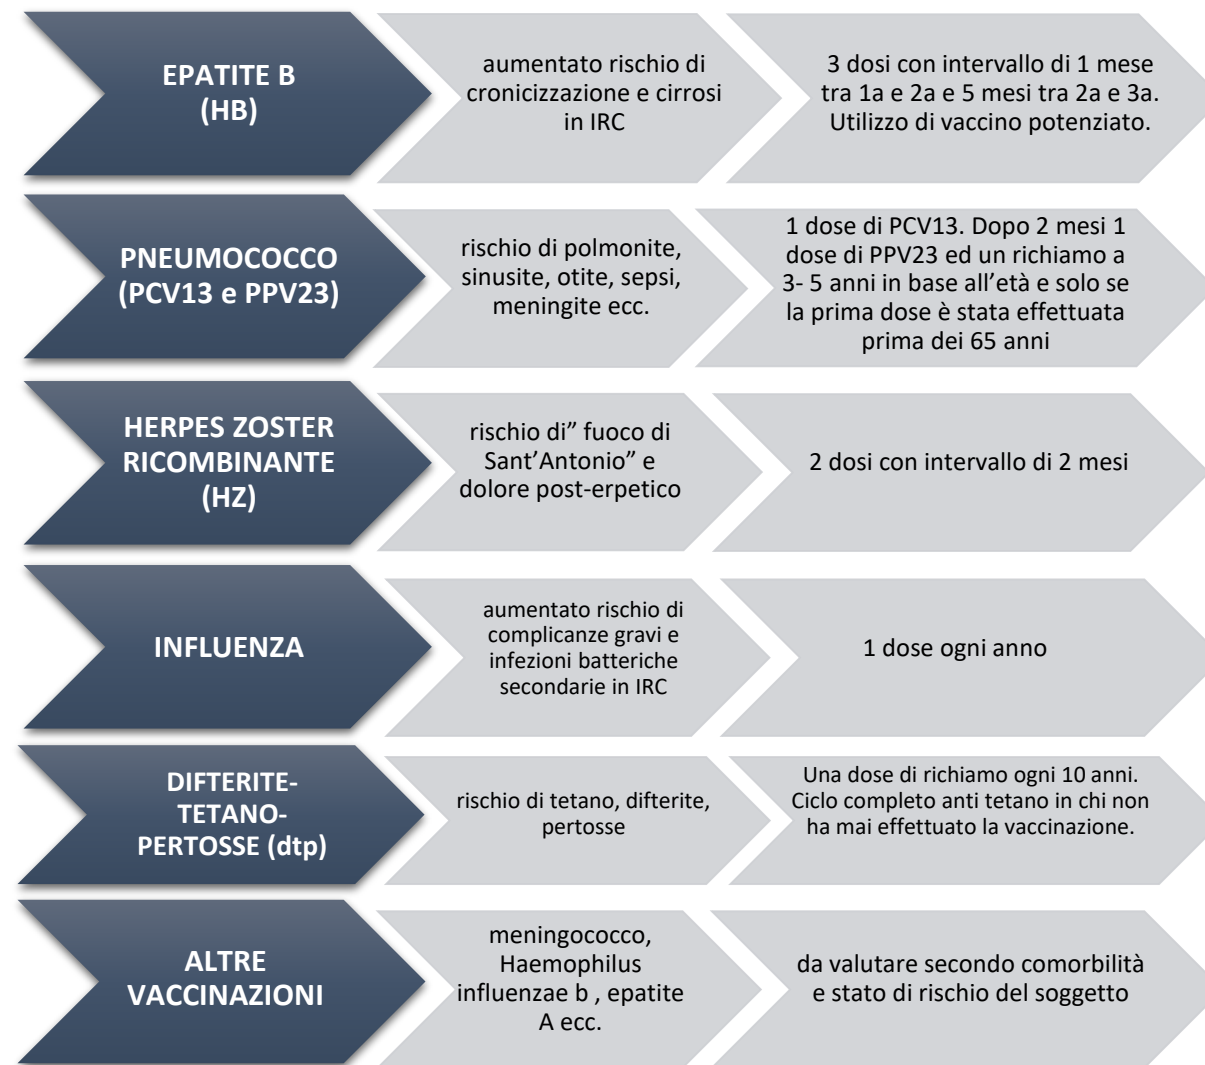 EPATITE B
(HB)
aumentato rischio di
cronicizzazione e cirrosi
in IRC
3 dosi con intervallo di 1 mese
tra 1a e 2a e 5 mesi tra 2a e 3a.
Utilizzo di vaccino potenziato.
PNEUMOCOCCO
(PCV13 e PPV23)
rischio di polmonite,
sinusite, otite, sepsi,
meningite ecc.
1 dose di PCV13. Dopo 2 mesi 1
dose di PPV23 ed un richiamo a
3- 5 anni in base all’età e solo se
la prima dose è stata effettuata
prima dei 65 anni
HERPES ZOSTER
RICOMBINANTE
(HZ)
rischio di” fuoco di
Sant’Antonio” e
dolore post-erpetico
2 dosi con intervallo di 2 mesi
INFLUENZA
aumentato rischio di
complicanze gravi e
infezioni batteriche
secondarie in IRC
1 dose ogni anno
DIFTERITE-
TETANO-
PERTOSSE (dtp)
rischio di tetano, difterite,
pertosse
Una dose di richiamo ogni 10 anni.
Ciclo completo anti tetano in chi non
ha mai effettuato la vaccinazione.
ALTRE
VACCINAZIONI
meningococco,
Haemophilus
influenzae b , epatite
A ecc.
da valutare secondo comorbilità
e stato di rischio del soggetto